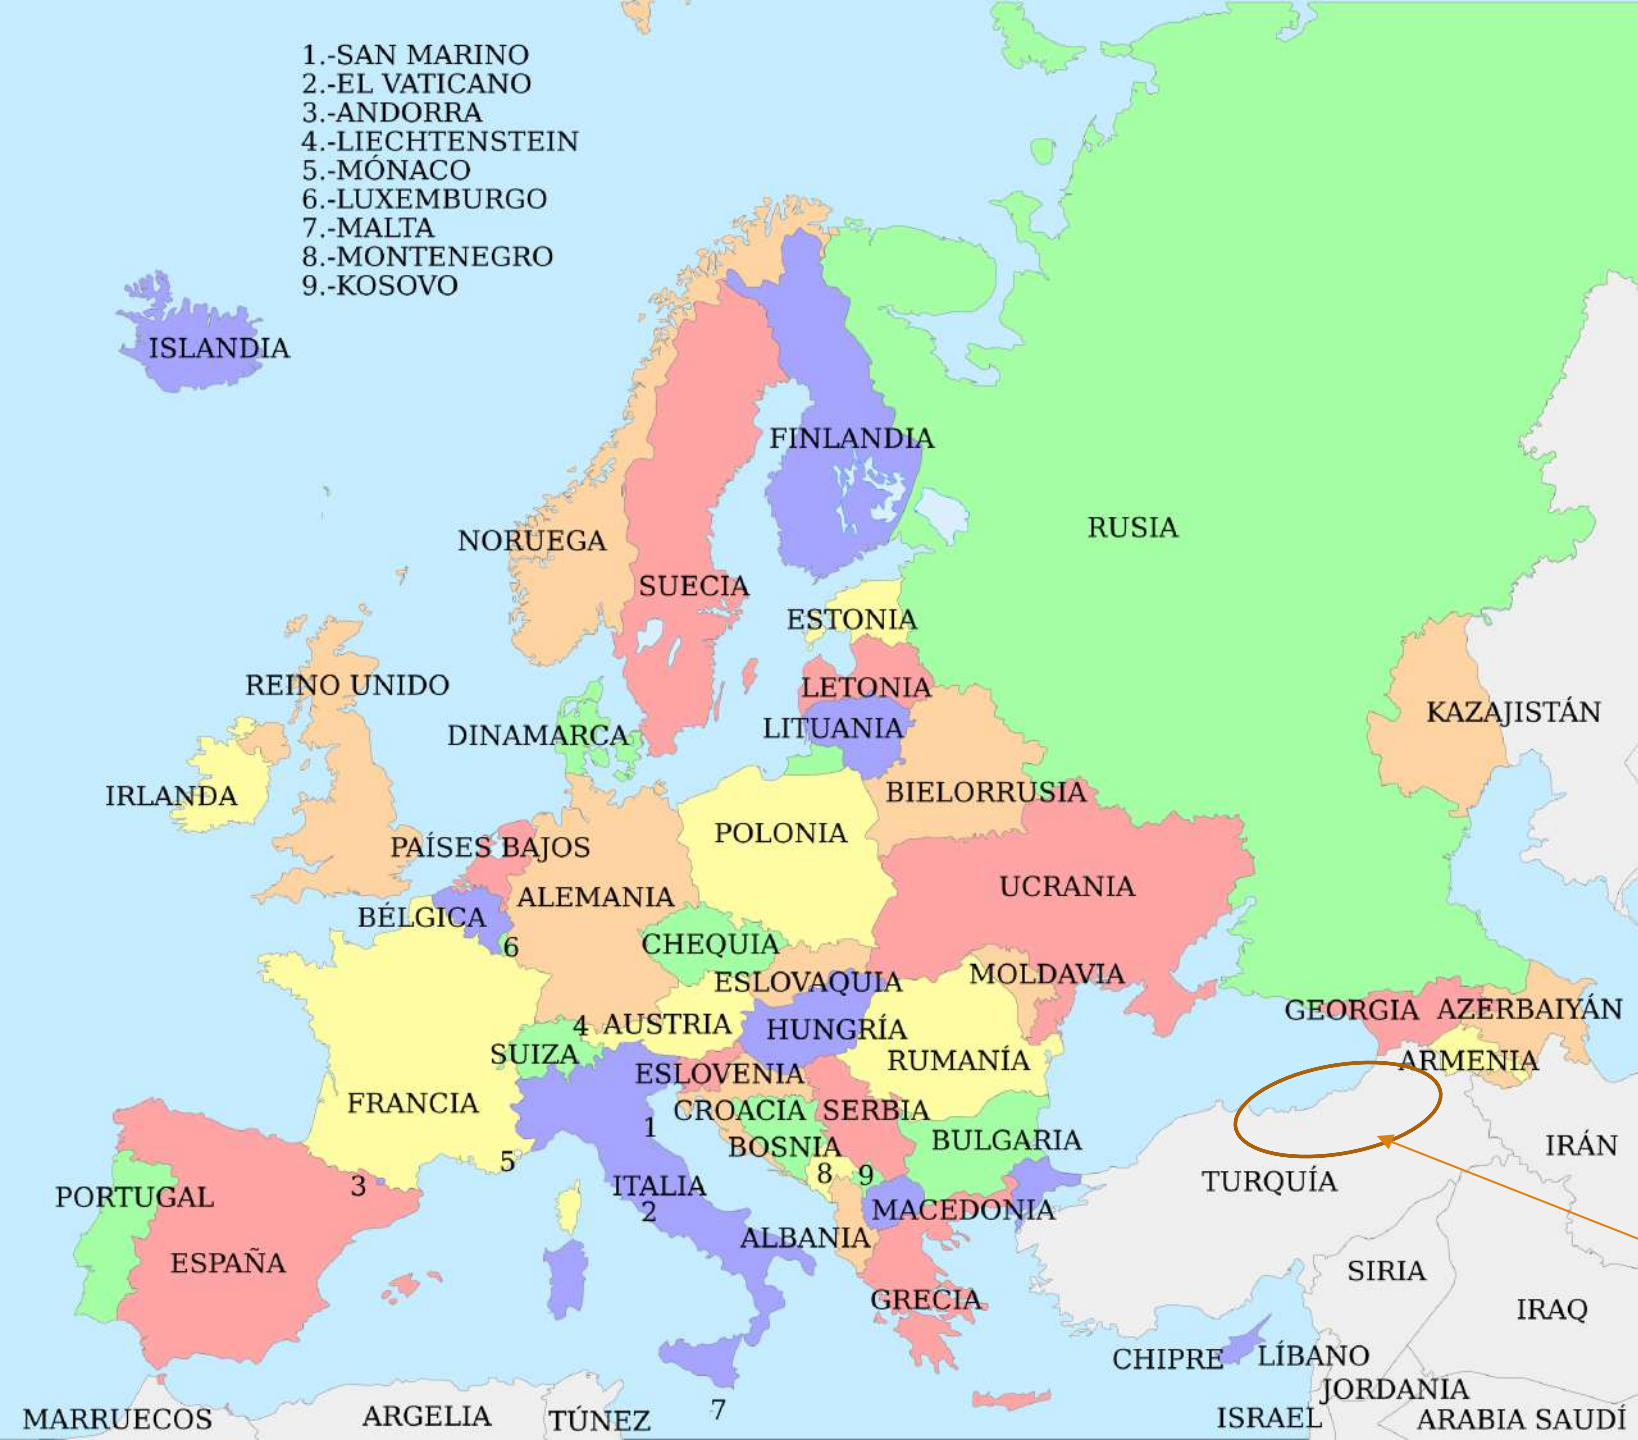 1.-SAN MARINO
2.-EL VATICANO
3.-ANDORRA
4.-LIECHTENSTEIN
5.-MÓNACO
6.-LUXEMBURGO
7.-MALTA
8.-MONTENEGRO
9.-KOSOVO
ISLANDIA
FINLANDIA
RUSIA
NORUEGA
SUECIA
ESTONIA
REINO UNIDO
LETONIA
KAZAJISTÁN
LITUANIA
DINAMARCA
IRLANDA
BIELORRUSIA
POLONIA
PAÍSES BAJOS
UCRANIA
ALEMANIA
BÉLGICA
6
CHEQUIA
MOLDAVIA
ESLOVAQUIA
GEORGIA
AZERBAIYÁN
4
AUSTRIA
HUNGRÍA
SUIZA
RUMANÍA
ARMENIA
ESLOVENIA
FRANCIA
CROACIA
SERBIA
1
BULGARIA
BOSNIA
IRÁN
5
8
9
TURQUÍA
3
ITALIA
PORTUGAL
2
MACEDONIA
ALBANIA
ESPAÑA
SIRIA
GRECIA
IRAQ
CHIPRE
LÍBANO
JORDANIA
7
MARRUECOS
ARGELIA
TÚNEZ
ISRAEL
ARABIA SAUDÍ